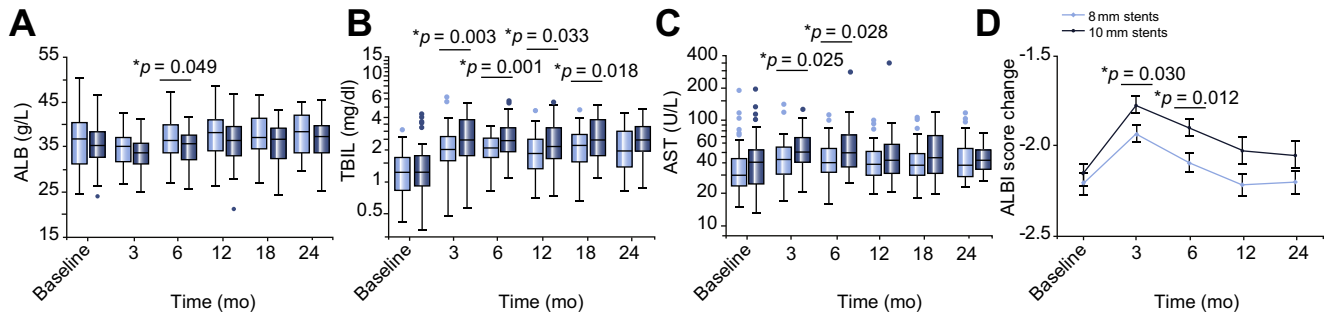 A
ALB (g/L)
45
35
25
15
*p = 0.049
Baseline
3
6
12
18
24
Time (mo)
B
TBIL (mg/dl)
15
10
6
4
2
1
0.5
*p = 0.003
*p = 0.033
*p = 0.001
*p = 0.018
Baseline
3
6
12
18
24
Time (mo)
C
AST (U/L)
400
200
100
60
40
20
10
*p = 0.028
*p = 0.025
Baseline
3
6
12
18
24
Time (mo)
D
8 mm stents
10 mm stents
ALBI score change
-1.5
-2.0
-2.5
*p = 0.030
*p = 0.012
Baseline
3
6
12
24
Time (mo)